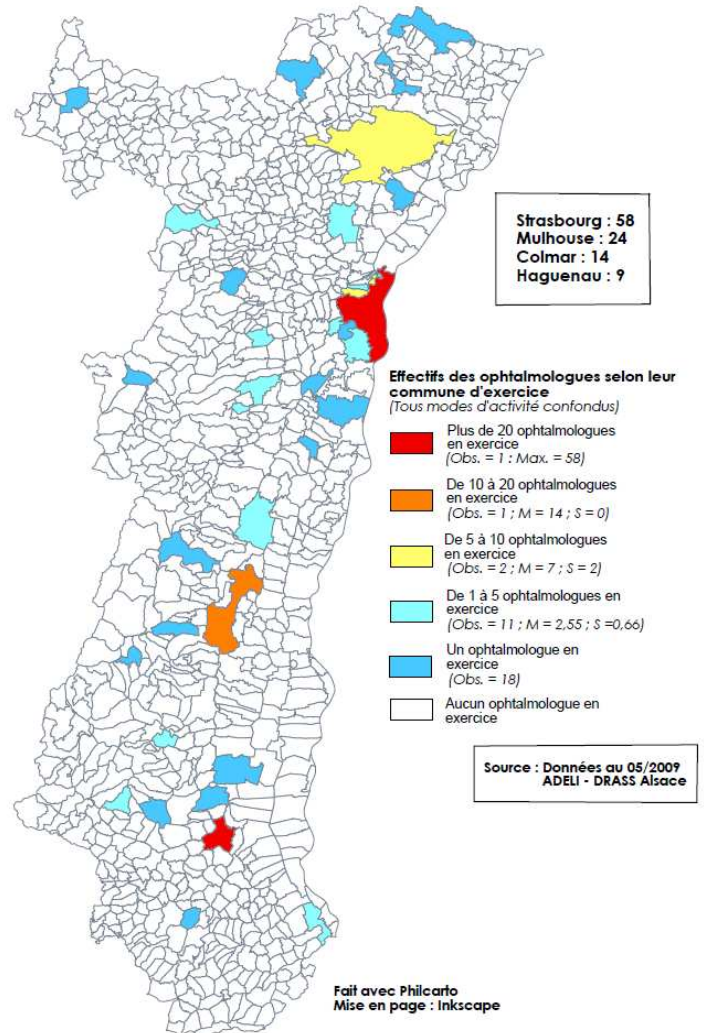 Strasbourg : 58
Mulhouse : 24
Colmar : 14
Haguenau : 9
Effectifs des ophtalmologues selon leur
commune d'exercice
(Tous modes d'activité confondus)
Plus de 20 ophtalmologues
en exercice
(Obs. = 1 : Max. = 58)
De 10 à 20 ophtalmologues
en exercice
(Obs. = 1 ; M = 14 ; S = 0)
De 5 à 10 ophtalmologues
en exercice
(Obs. = 2 ; M = 7 ; S = 2)
De 1 à 5 ophtalmologues en
exercice
(Obs. = 11 ; M = 2,55 ; S =0,66)
Un ophtalmologue en
exercice
(Obs. = 18)
Aucun ophtalmologue en
exercice
Source : Données au 05/2009
ADELI - DRASS Alsace
Fait avec Philcarto
Mise en page : Inkscape